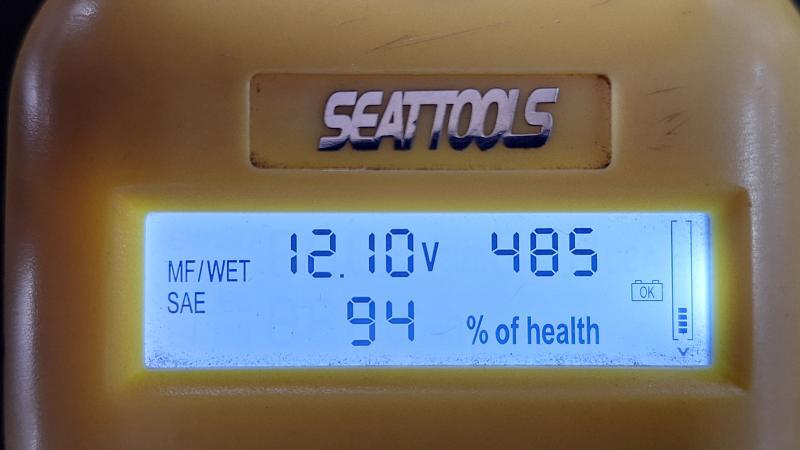 SEATTOOLS
MF/WET 12.10V 485
SAE
OK
94 % of health